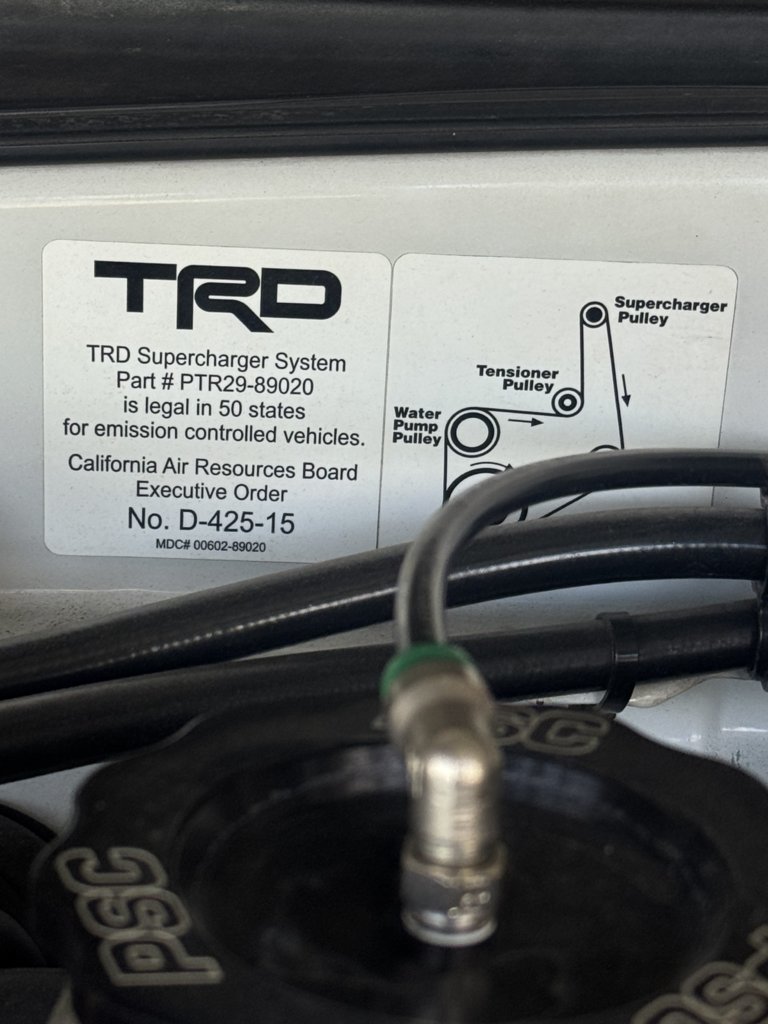 TRD
TRD Supercharger System
Part # PTR29-89020
is legal in 50 states
for emission controlled vehicles.
California Air Resources Board
Executive Order
No. D-425-15
MDC# 00602-89020
Supercharger
Pulley
Tensioner
Pulley
Water
Pump
Pulley
PSC
PSC